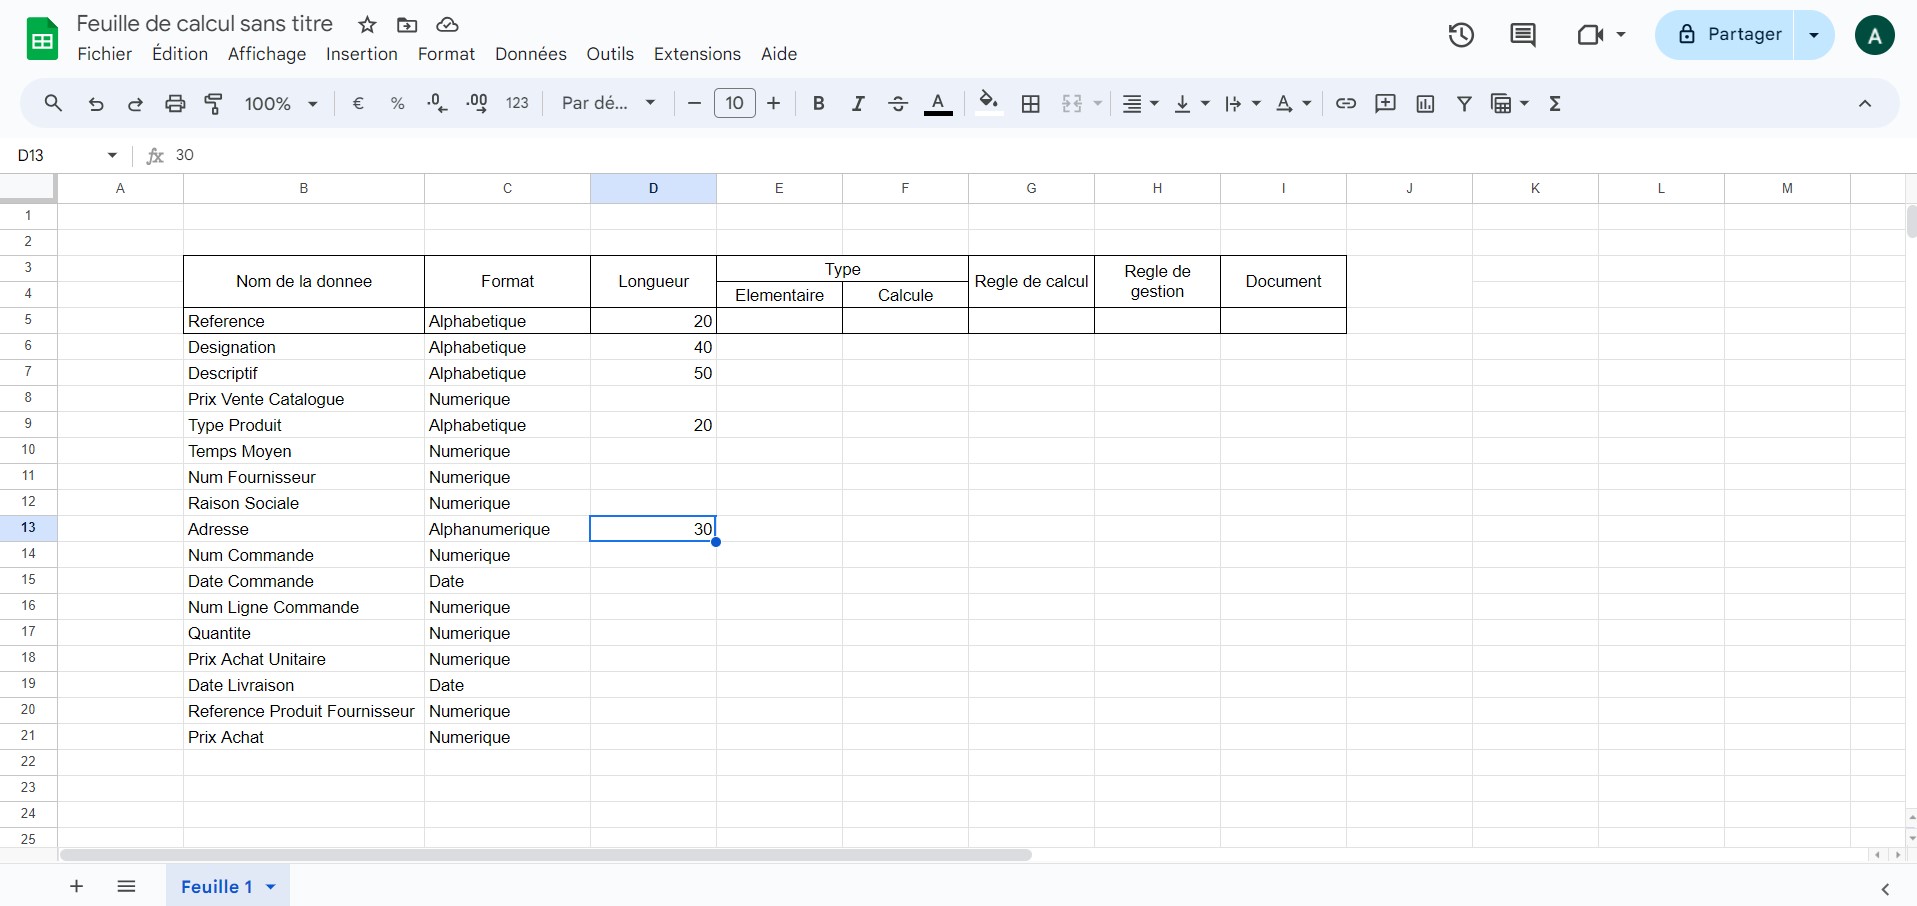 Feuille de calcul sans titre
Fichier Édition Affichage Insertion Format Données Outils Extensions Aide
Partager
A
100% € % .0 .00 123 Par dé... 10 B I S A A Σ
D13 fx 30
A B C D E F G H I J K L M
1
2
3 Nom de la donnee Format Longueur Type Regle de calcul Regle de gestion Document
4 Elementaire Calcule
5 Reference Alphabetique 20
6 Designation Alphabetique 40
7 Descriptif Alphabetique 50
8 Prix Vente Catalogue Numerique
9 Type Produit Alphabetique 20
10 Temps Moyen Numerique
11 Num Fournisseur Numerique
12 Raison Sociale Numerique
13 Adresse Alphanumerique 30
14 Num Commande Numerique
15 Date Commande Date
16 Num Ligne Commande Numerique
17 Quantite Numerique
18 Prix Achat Unitaire Numerique
19 Date Livraison Date
20 Reference Produit Fournisseur Numerique
21 Prix Achat Numerique
22
23
24
25
Feuille 1